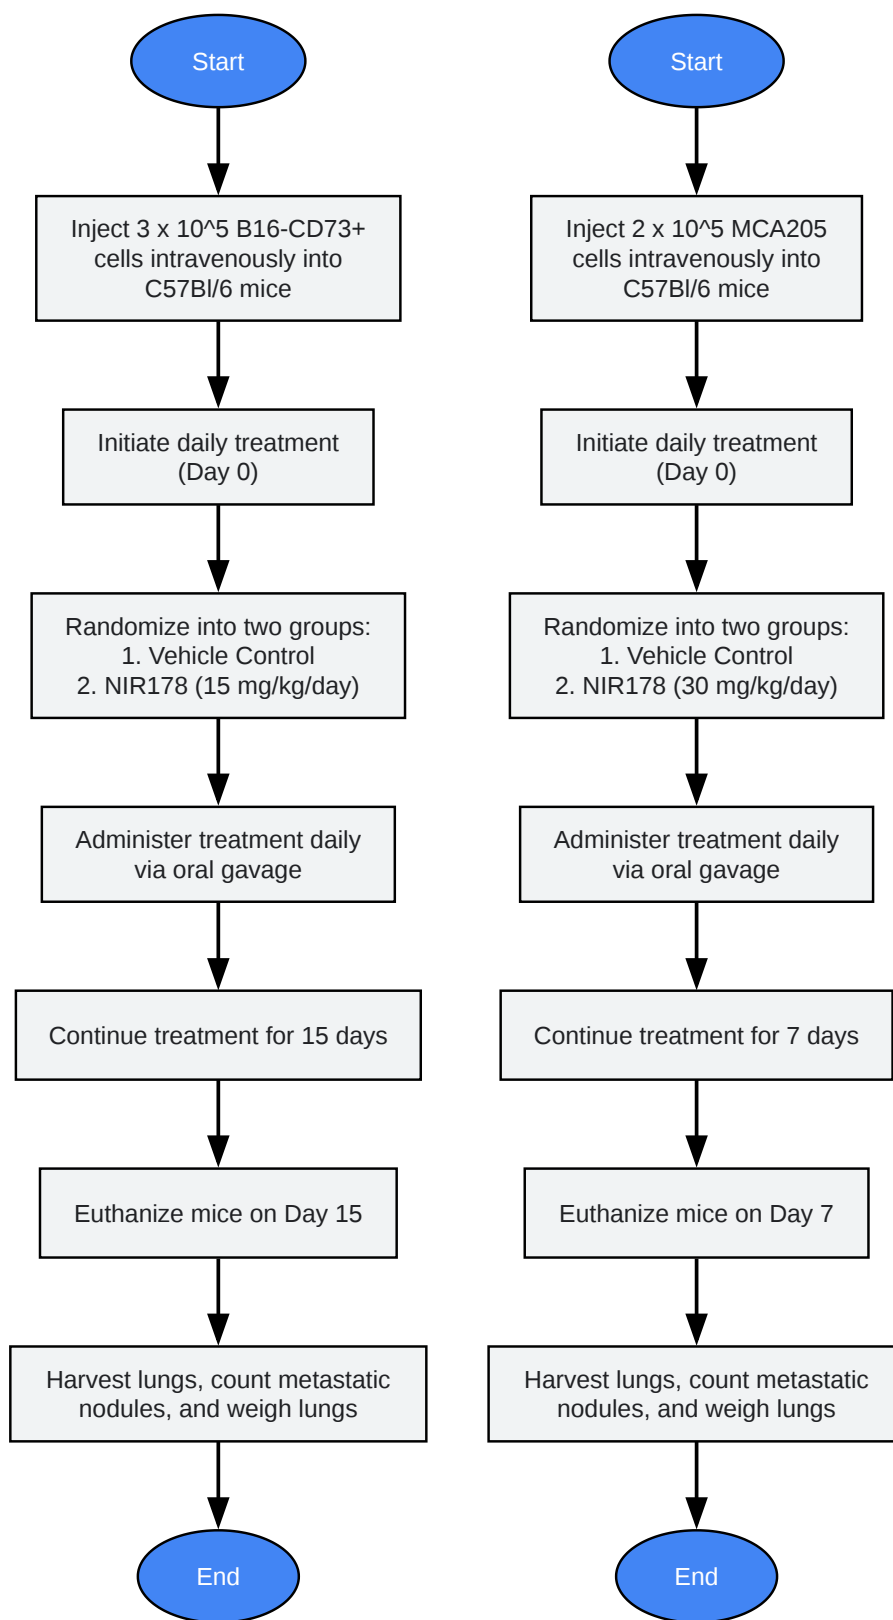 Start
Inject 3 x 10^5 B16-CD73+
cells intravenously into
C57Bl/6 mice
Initiate daily treatment
(Day 0)
Randomize into two groups:
1. Vehicle Control
2. NIR178 (15 mg/kg/day)
Administer treatment daily
via oral gavage
Continue treatment for 15 days
Euthanize mice on Day 15
Harvest lungs, count metastatic
nodules, and weigh lungs
End
Start
Inject 2 x 10^5 MCA205
cells intravenously into
C57Bl/6 mice
Initiate daily treatment
(Day 0)
Randomize into two groups:
1. Vehicle Control
2. NIR178 (30 mg/kg/day)
Administer treatment daily
via oral gavage
Continue treatment for 7 days
Euthanize mice on Day 7
Harvest lungs, count metastatic
nodules, and weigh lungs
End